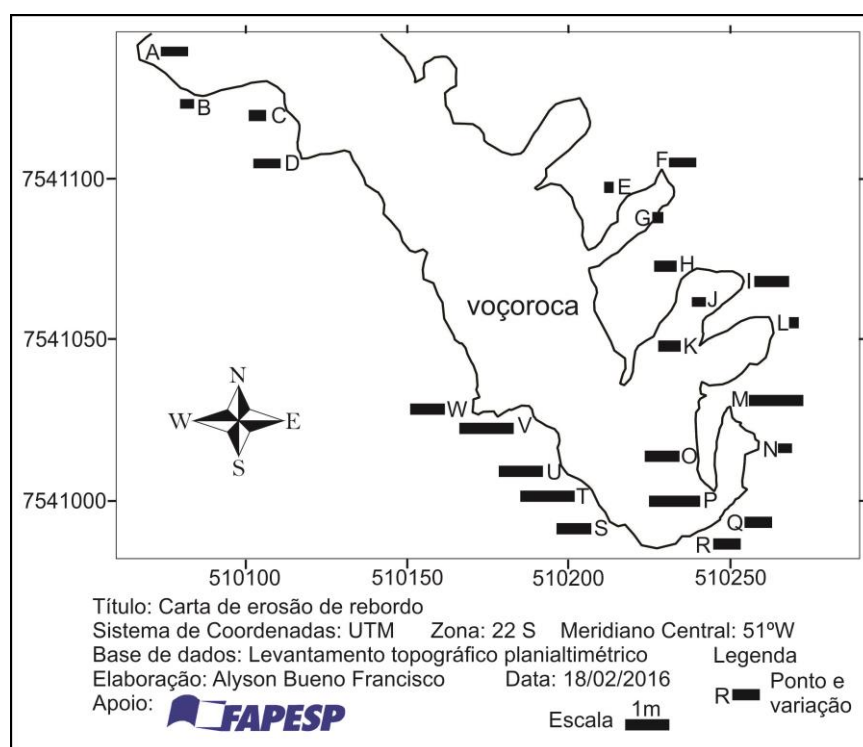 A
B
C
D
E
F
G
H
I
J
K
L
M
N
O
P
Q
R
S
T
U
V
W
voçoroca
N
W E
S
7541100
7541050
7541000
510100 510150 510200 510250
Título: Carta de erosão de rebordo
Sistema de Coordenadas: UTM Zona: 22 S Meridiano Central: 51ºW
Base de dados: Levantamento topográfico planialtimétrico
Elaboração: Alyson Bueno Francisco Data: 18/02/2016
Apoio: FAPESP
Escala 1m
Legenda
R Ponto e
variação